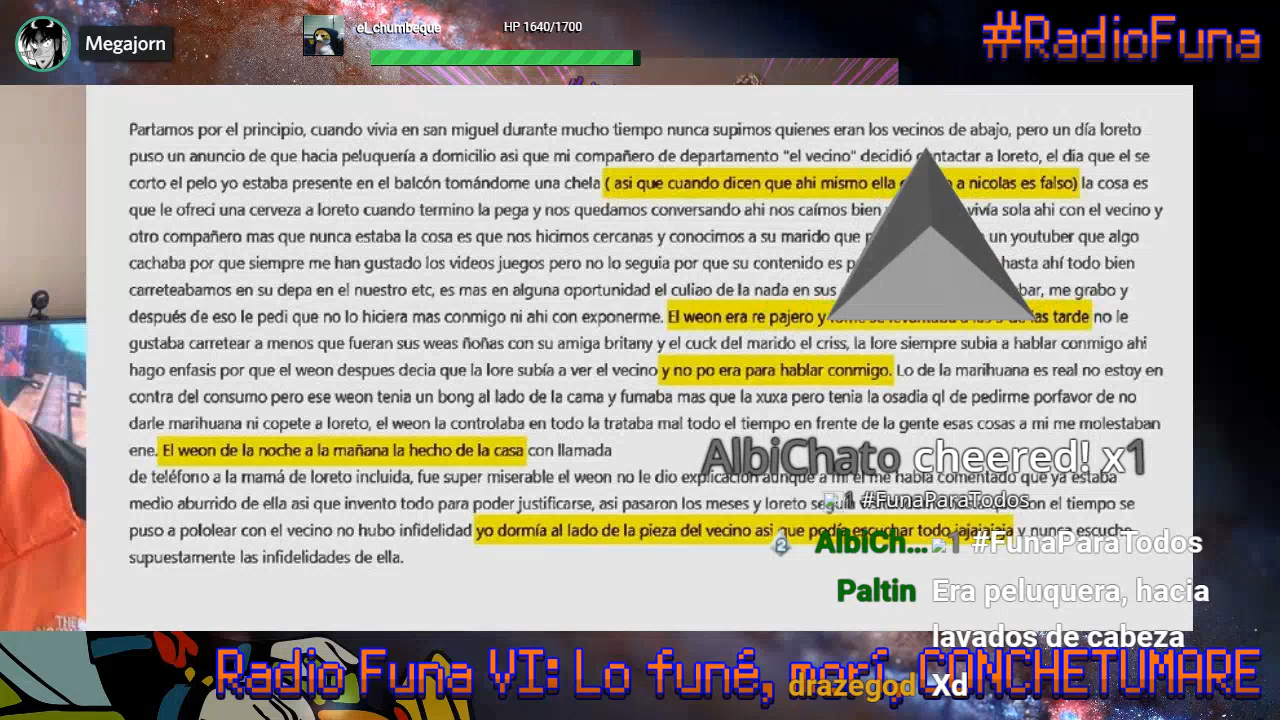 Megajorn
el_chumbeque
HP 1640/1700
#RadioFuna
Partamos por el principio, cuando vivia en san miguel durante mucho tiempo nunca supimos quienes eran los vecinos de abajo, pero un día loreto
puso un anuncio de que hacia peluquería a domicilio asi que mi compañero de departamento "el vecino" decidió contactar a loreto, el dia que el se
corto el pelo yo estaba presente en el balcón tomándome una chela ( asi que cuando dicen que ahi mismo ella a nicolas es falso) la cosa es
que le ofreci una cerveza a loreto cuando termino la pega y nos quedamos conversando ahi nos caímos bien vivía sola ahi con el vecino y
otro compañero mas que nunca estaba la cosa es que nos hicimos cercanas y conocimos a su marido que un youtuber que algo
cachaba por que siempre me han gustado los videos juegos pero no lo seguia por que su contenido es hasta ahí todo bien
carreteabamos en su depa en el nuestro etc, es mas en alguna oportunidad el culiao de la nada en sus me grabo y
después de eso le pedi que no lo hiciera mas conmigo ni ahi con exponerme. El weon era re pajero y las tarde no le
gustaba carretear a menos que fueran sus weas ñoñas con su amiga britany y el cuck del marido el criss, la lore siempre subia a hablar conmigo ahi
hago enfasis por que el weon despues decia que la lore subía a ver el vecino y no po era para hablar conmigo. Lo de la marihuana es real no estoy en
contra del consumo pero ese weon tenia un bong al lado de la cama y fumaba mas que la xuxa pero tenia la osadia ql de pedirme porfavor de no
darle marihuana ni copete a loreto, el weon la controlaba en todo la trataba mal todo el tiempo en frente de la gente esas cosas a mi me molestaban
ene. El weon de la noche a la mañana la hecho de la casa con llamada
de teléfono a la mamá de loreto incluida, fue super miserable el weon no le dio explicación aunque a mi el me habla comentado que ya estaba
medio aburrido de ella asi que invento todo para poder justificarse, asi pasaron los meses y loreto con el tiempo se
puso a pololear con el vecino no hubo infidelidad yo dormía al lado de la pieza del vecino asi que podía escuchar todo jajajajaja y nunca escuche
supuestamente las infidelidades de ella.
AlbiChato cheered! x1
1 #FunaParaTodos
2 AlbiCh... 1 #FunaParaTodos
Paltin Era peluquera, hacia
lavados de cabeza
Radio Funa VI: Lo funé, morí, CONCHETUMARE
drazegod Xd